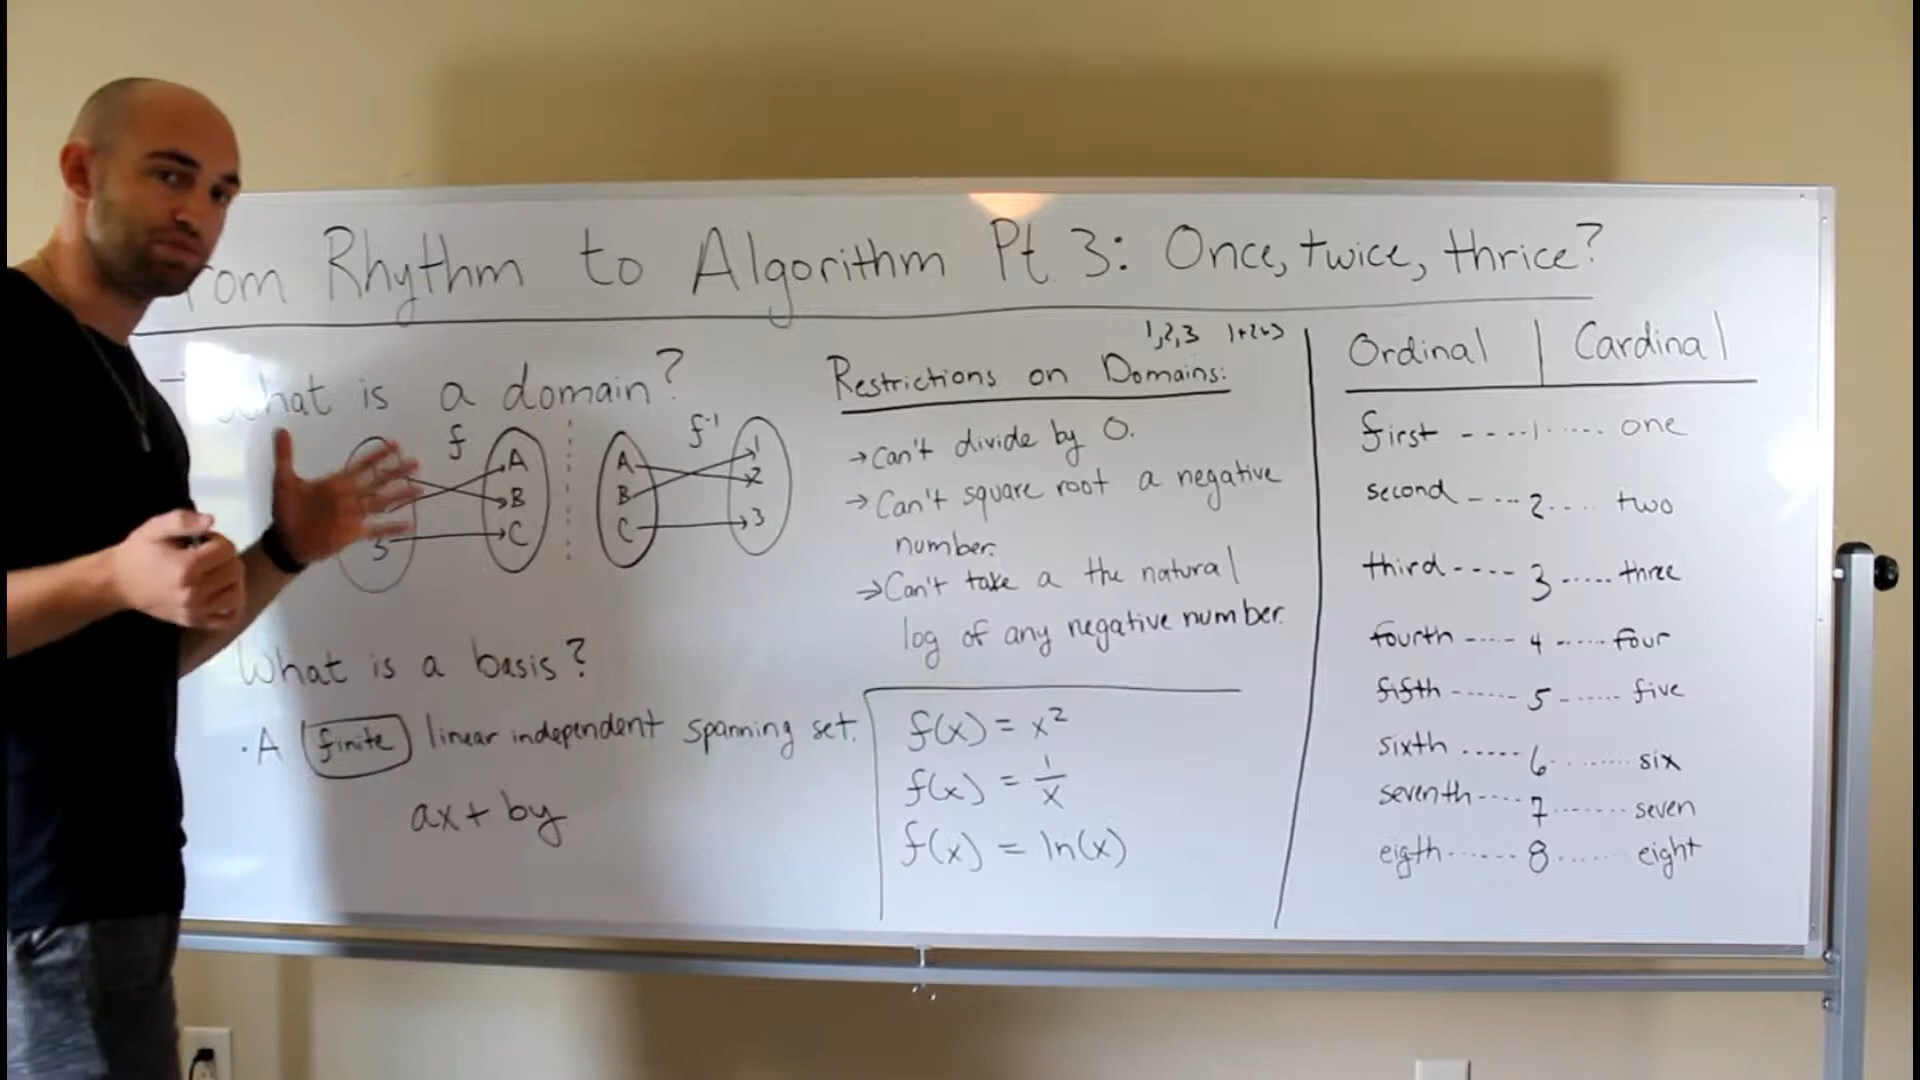 rom Rhythm to Algorithm Pt. 3: Once, twice, thrice?
What is a domain?
f
A
B
C
3
f⁻¹
A
B
C
1
2
3
What is a basis?
· A finite linear independent spanning set.
ax + by
1,2,3 1+2+3
Restrictions on Domains:
→ Can't divide by 0.
→ Can't square root a negative
number.
→ Can't take a the natural
log of any negative number.
f(x) = x²
f(x) = 1/x
f(x) = ln(x)
Ordinal | Cardinal
first ----1----- one
second ----2.... two
third ---- 3 ..... three
fourth ---- 4 ..... four
fifth ------ 5 ...... five
sixth ..... 6 ....... six
seventh ---- 7 ....... seven
eigth ...... 8 ...... eight